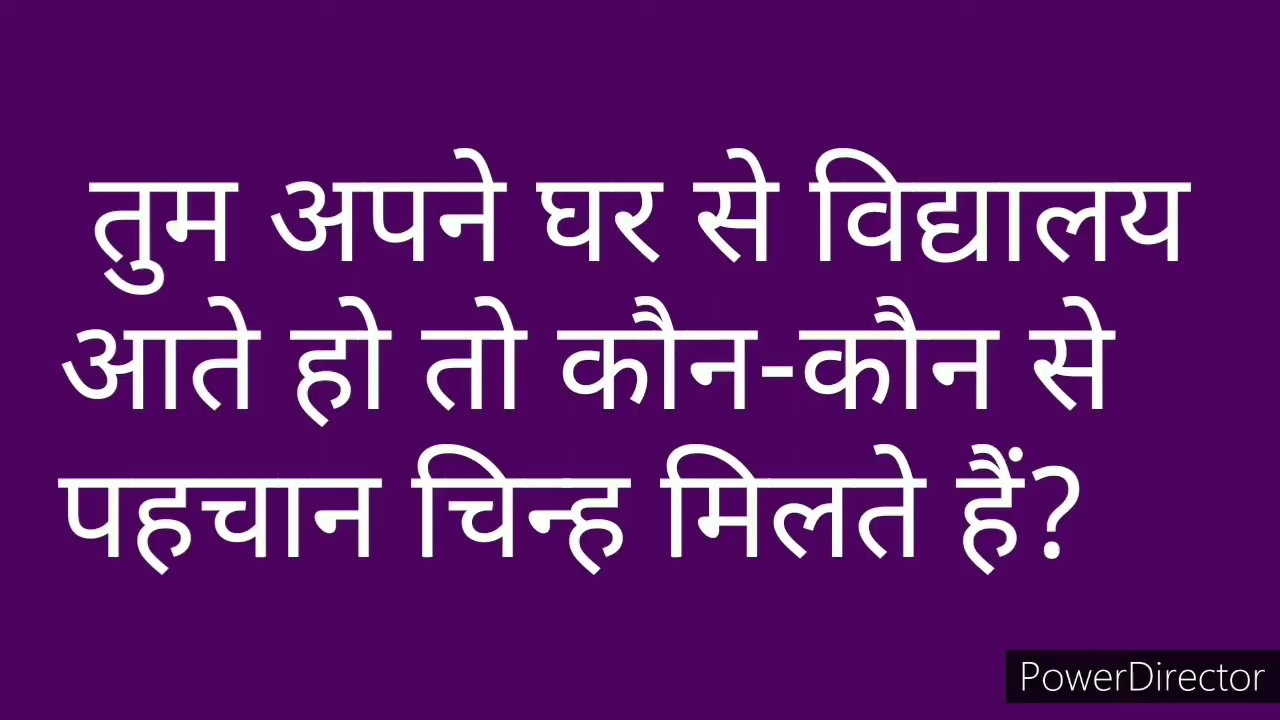 तुम अपने घर से विद्यालय
आते हो तो कौन-कौन से
पहचान चिन्ह मिलते हैं?
PowerDirector